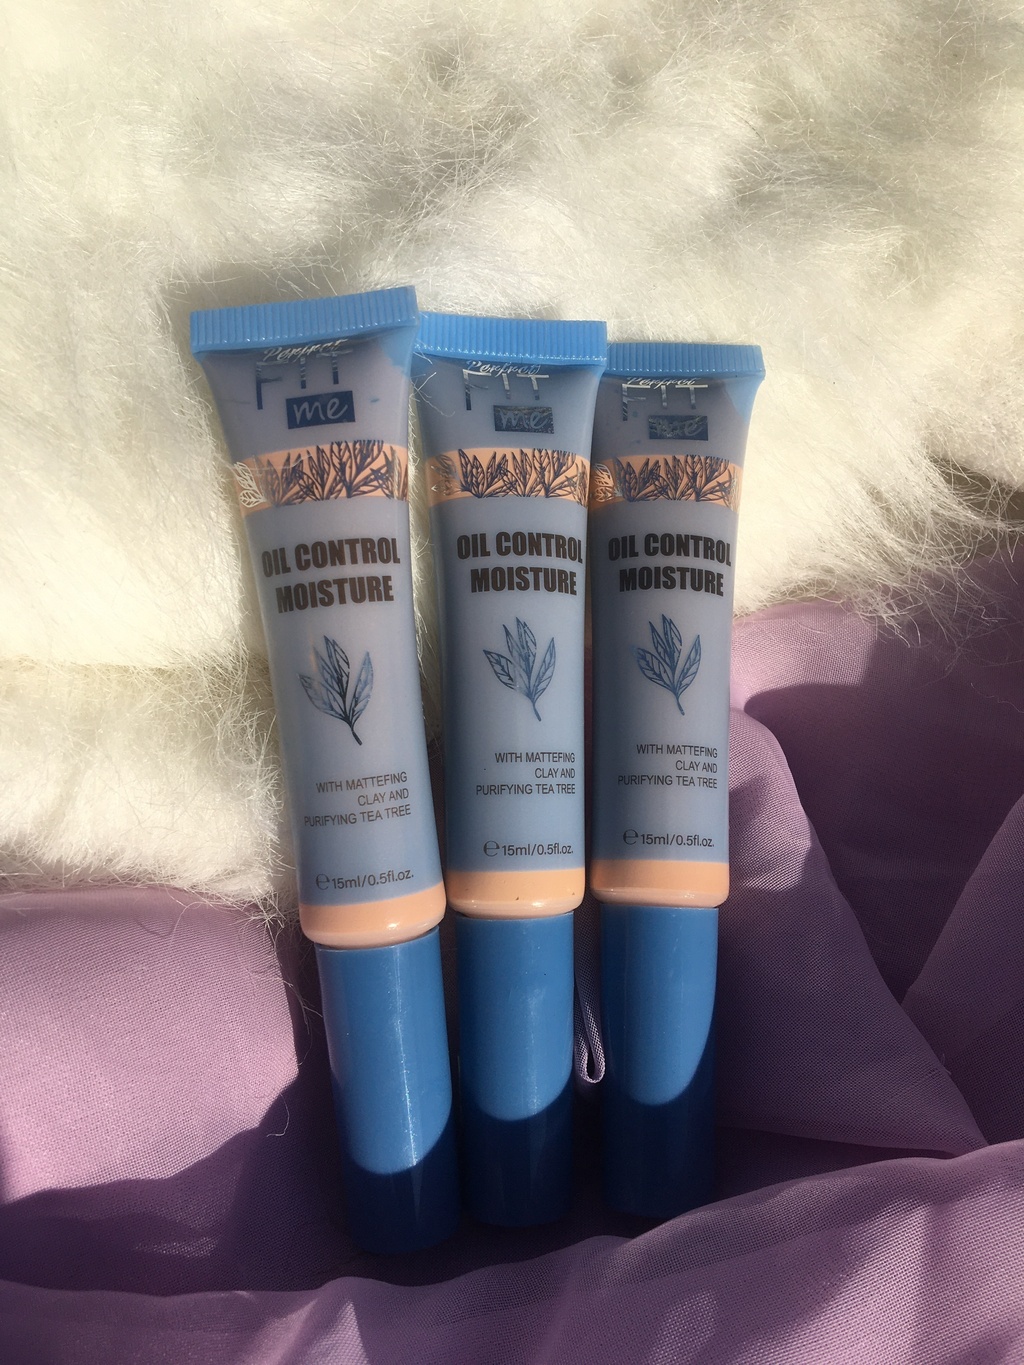 Perfect
FIT
me
OIL CONTROL
MOISTURE
WITH MATTEFING
CLAY AND
PURIFYING TEA TREE
℮15ml/0.5fl.oz.
Perfect
FIT
me
OIL CONTROL
MOISTURE
WITH MATTEFING
CLAY AND
PURIFYING TEA TREE
℮15ml/0.5fl.oz.
Perfect
FIT
me
OIL CONTROL
MOISTURE
WITH MATTEFING
CLAY AND
PURIFYING TEA TREE
℮15ml/0.5fl.oz.